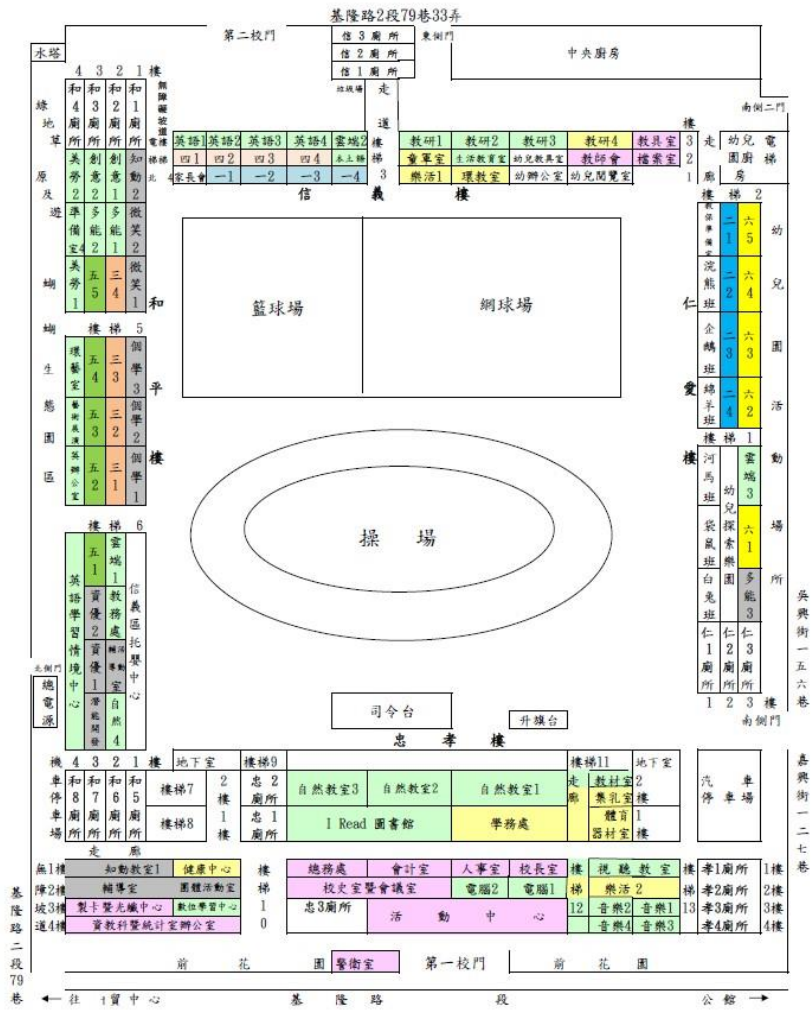 基隆路2段79巷33弄
第二校門
信3廁所
信2廁所
信1廁所
東側門
中央廚房
水塔
4 3 2 1 樓
和4廁所
和3廁所
和2廁所
和1廁所
無障礙坡道
垃圾場
走道
南側二門
綠地草原及遊
蝴蝶生態園區
電梯
樓梯
北4
英語1 英語2 英語3 英語4 雲端2
四1 四2 四3 四4 本土語
家長會 一1 一2 一3 一4
樓梯3
教研1 教研2 教研3 教研4 教具室
童軍室 生活教育室 幼兒教具室 教師會 檔案室
樂活1 環教室 幼辦公室 幼兒閱覽室
樓321
走廊
幼兒園廚房
電梯
信義樓
美勞2 創意2 創意1 知動2
準備室4 多能2 多能1 微笑2
美勞1 五5 三4 微笑1
樓梯5
環藝室 五4 三3 個學3
藝術展演 五3 三2 個學2
英辦公室 五2 三1 個學1
和平樓
籃球場
網球場
仁愛樓
樓梯2
教保準備室 二1 六5
浣熊班 二2 六4
企鵝班 二3 六3
綿羊班 二4 六2
樓梯1
河馬班
袋鼠班
白兔班
幼兒探索樂園
雲端3
六1
多能3
幼兒園活動場所
仁1廁所
仁2廁所
仁3廁所
1 2 3 樓
南側門
吳興街一五六巷
操場
樓梯6
英語學習情境中心
五1
資優2
資優1
潛能開發
雲端1
教務處
輔導活動室
自然4
信義區托嬰中心
北側門
總電源
司令台
升旗台
忠孝樓
機車停車場
4 3 2 1 樓
和8廁所
和7廁所
和6廁所
和5廁所
地下室
樓梯7
樓梯8
2樓
1樓
樓梯9
忠2廁所
忠1廁所
自然教室3 自然教室2 自然教室1
I Read 圖書館
學務處
樓梯11
走廊
教材室
集乳室
體育器材室
地下室
2樓
1樓
汽車停車場
嘉興街一二七巷
走廊
無障坡道
1樓
2樓
3樓
4樓
知動教室1 健康中心
輔導室 團體活動室
製卡暨光纖中心 數位學習中心
資教科暨統計室辦公室
樓梯10
總務處 會計室 人事室 校長室
校史室暨會議室 電腦2 電腦1
忠3廁所
活動中心
樓梯12
視聽教室
樂活2
音樂2 音樂1
音樂4 音樂3
樓梯13
孝1廁所 1樓
孝2廁所 2樓
孝3廁所 3樓
孝4廁所 4樓
基隆路二段79巷
前花園
警衛室
第一校門
前花園
←往 貿中心
基隆路 段
公館→